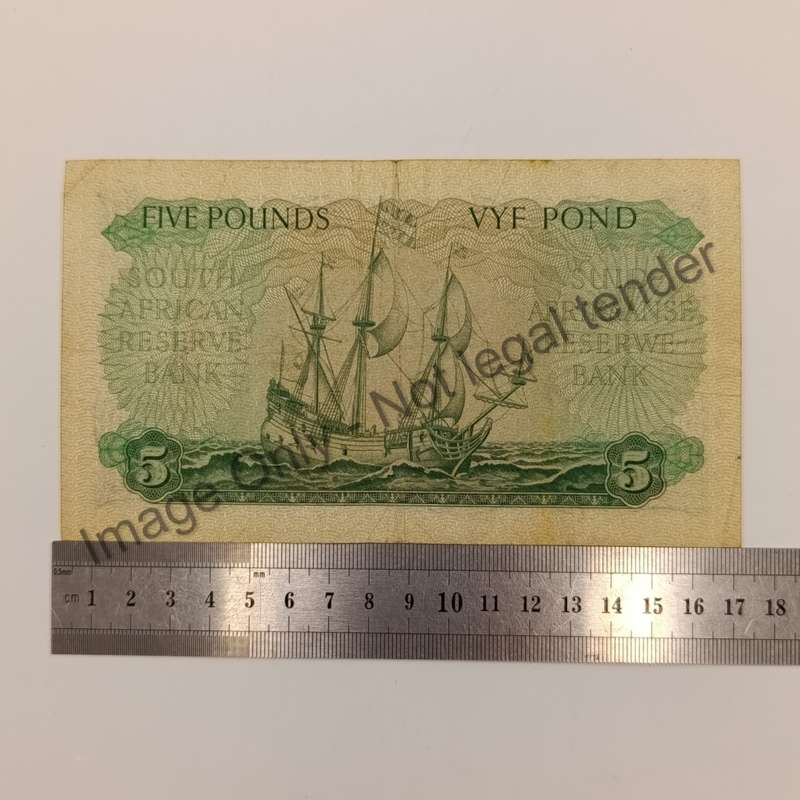 FIVE POUNDS
VYF POND
SOUTH
AFRICAN
RESERVE
BANK
SUID
AFRIKAANSE
RESERWE
BANK
5
5
Image Only - Not legal tender
0.5mm
mm
cm 1 2 3 4 5 6 7 8 9 10 11 12 13 14 15 16 17 18